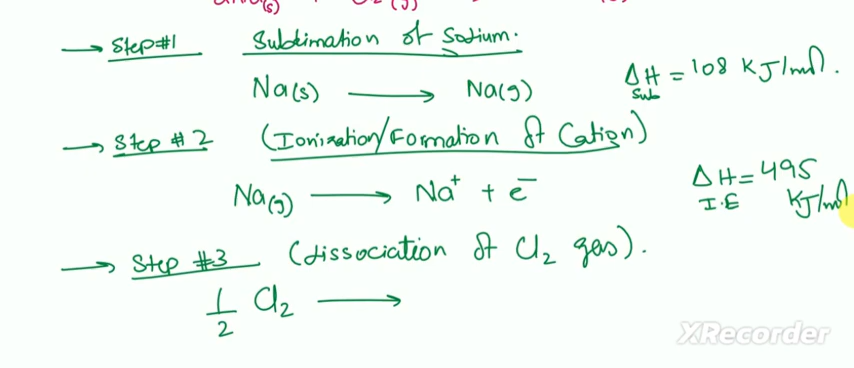 → Step #1 Sublimation of Sodium.
Na(s) → Na(g) ΔH sub = 108 KJ/mol.
→ Step #2 (Ionization/Formation of Cation)
Na(g) → Na⁺ + e⁻ ΔH I.E = 495 KJ/mol
→ Step #3 (dissociation of Cl₂ gas).
1/2 Cl₂ →
XRecorder